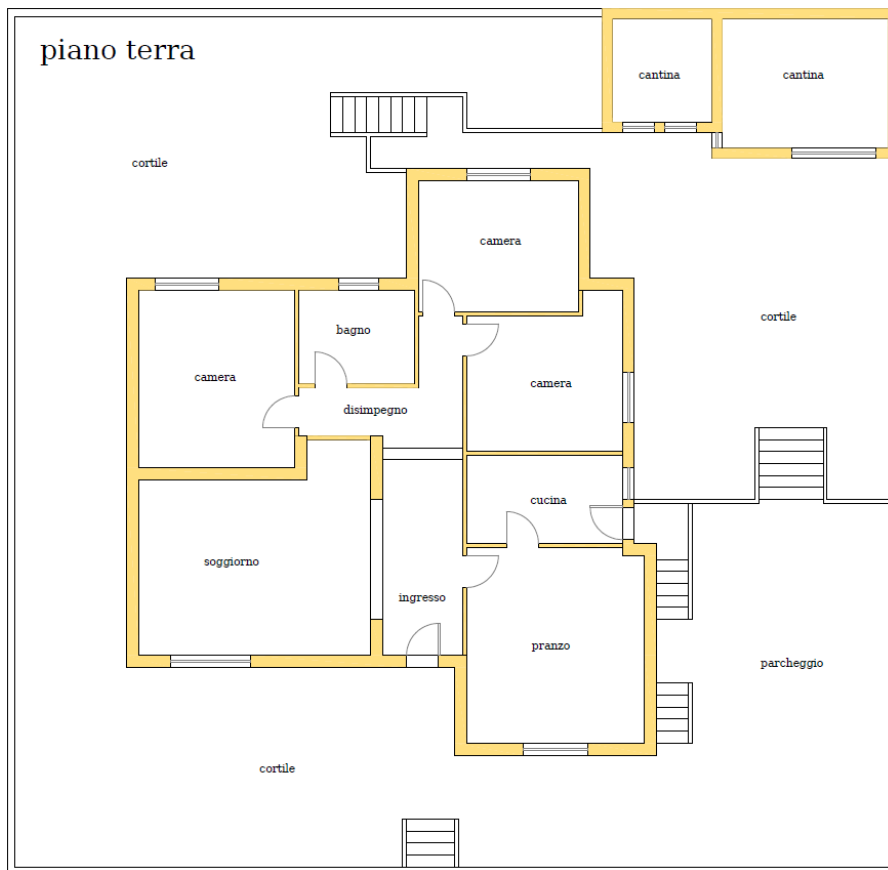 piano terra
cantina
cantina
cortile
camera
cortile
bagno
camera
camera
disimpegno
cucina
soggiorno
ingresso
pranzo
parcheggio
cortile